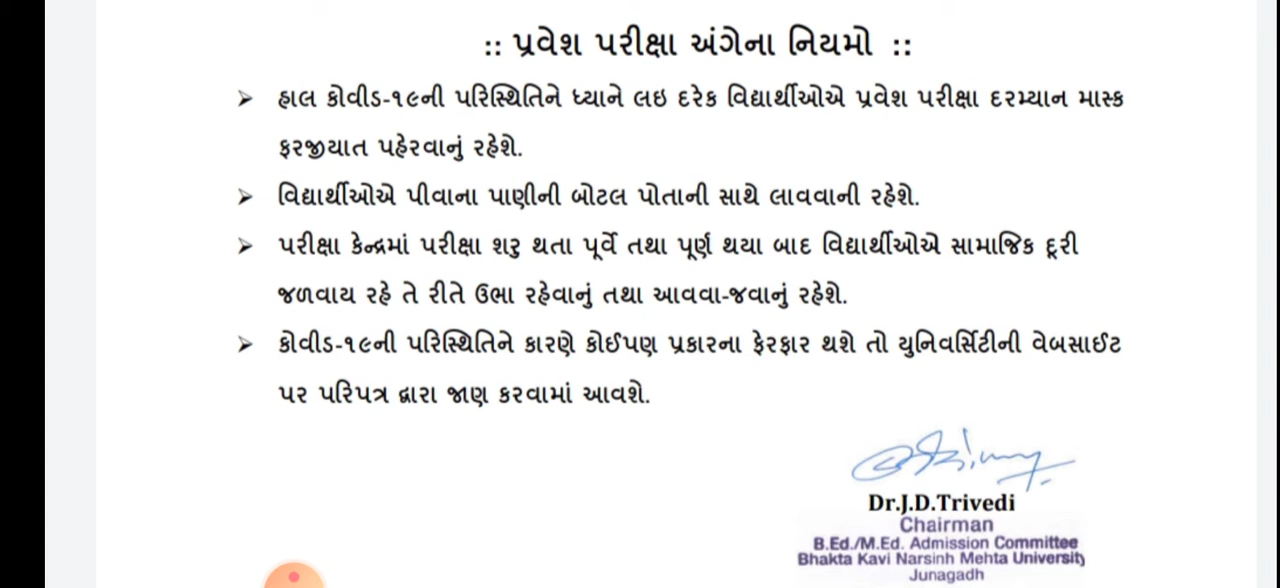 :: પ્રવેશ પરીક્ષા અંગેના નિયમો ::
➢ હાલ કોવીડ-૧૯ની પરિસ્થિતિને ધ્યાને લઇ દરેક વિદ્યાર્થીઓએ પ્રવેશ પરીક્ષા દરમ્યાન માસ્ક
ફરજીયાત પહેરવાનું રહેશે.
➢ વિદ્યાર્થીઓએ પીવાના પાણીની બોટલ પોતાની સાથે લાવવાની રહેશે.
➢ પરીક્ષા કેન્દ્રમાં પરીક્ષા શરુ થતા પૂર્વે તથા પૂર્ણ થયા બાદ વિદ્યાર્થીઓએ સામાજિક દૂરી
જળવાય રહે તે રીતે ઉભા રહેવાનું તથા આવવા-જવાનું રહેશે.
➢ કોવીડ-૧૯ની પરિસ્થિતિને કારણે કોઈપણ પ્રકારના ફેરફાર થશે તો યુનિવર્સિટીની વેબસાઈટ
પર પરિપત્ર દ્વારા જાણ કરવામાં આવશે.
Dr.J.D.Trivedi
Chairman
B.Ed./M.Ed. Admission Committee
Bhakta Kavi Narsinh Mehta University
Junagadh